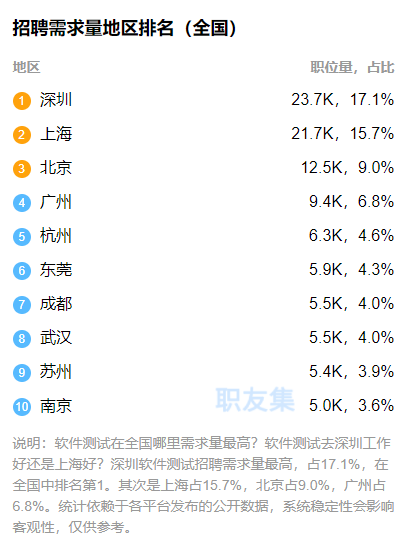 招聘需求量地区排名（全国）
地区 职位量，占比
1 深圳 23.7K，17.1%
2 上海 21.7K，15.7%
3 北京 12.5K，9.0%
4 广州 9.4K，6.8%
5 杭州 6.3K，4.6%
6 东莞 5.9K，4.3%
7 成都 5.5K，4.0%
8 武汉 5.5K，4.0%
9 苏州 5.4K，3.9%
职友集
10 南京 5.0K，3.6%
说明：软件测试在全国哪里需求量最高？软件测试去深圳工作
好还是上海好？深圳软件测试招聘需求量最高，占17.1%，在
全国中排名第1。其次是上海占15.7%，北京占9.0%，广州占
6.8%。统计依赖于各平台发布的公开数据，系统稳定性会影响
客观性，仅供参考。